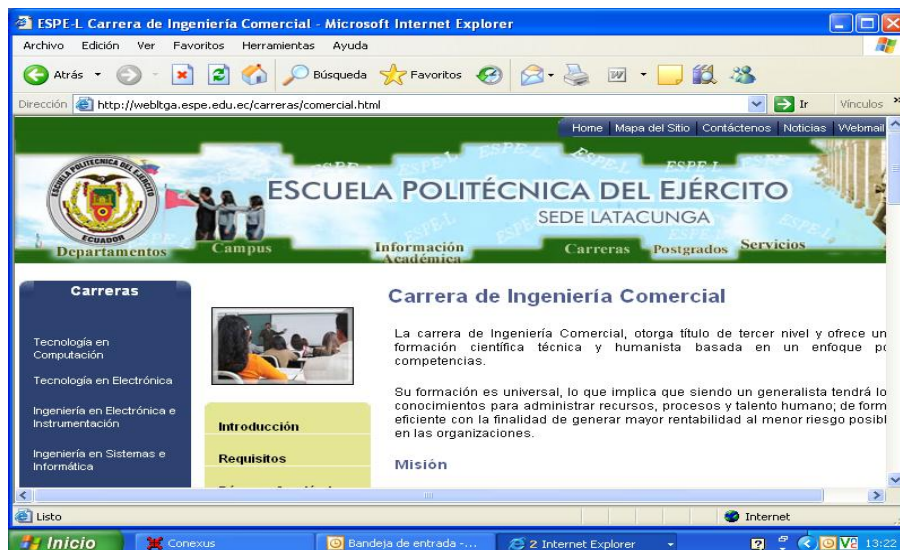 ESPE-L Carrera de Ingeniería Comercial - Microsoft Internet Explorer
Archivo Edición Ver Favoritos Herramientas Ayuda
Atrás Búsqueda Favoritos
Dirección http://webltga.espe.edu.ec/carreras/comercial.html Ir Vínculos »
Home Mapa del Sitio Contáctenos Noticias Webmail
ESCUELA POLITÉCNICA DEL EJÉRCITO
SEDE LATACUNGA
ESCUELA POLITECNICA DEL EJERCITO
ECUADOR
Departamentos Campus Información Académica Carreras Postgrados Servicios
Carreras
Tecnología en
Computación
Tecnología en Electrónica
Ingeniería en Electrónica e
Instrumentación
Ingeniería en Sistemas e
Informática
Introducción
Requisitos
Carrera de Ingeniería Comercial
La carrera de Ingeniería Comercial, otorga título de tercer nivel y ofrece un
formación científica técnica y humanista basada en un enfoque po
competencias.
Su formación es universal, lo que implica que siendo un generalista tendrá lo
conocimientos para administrar recursos, procesos y talento humano; de form
eficiente con la finalidad de generar mayor rentabilidad al menor riesgo posibl
en las organizaciones.
Misión
Listo Internet
Inicio Conexus Bandeja de entrada -... 2 Internet Explorer 13:22